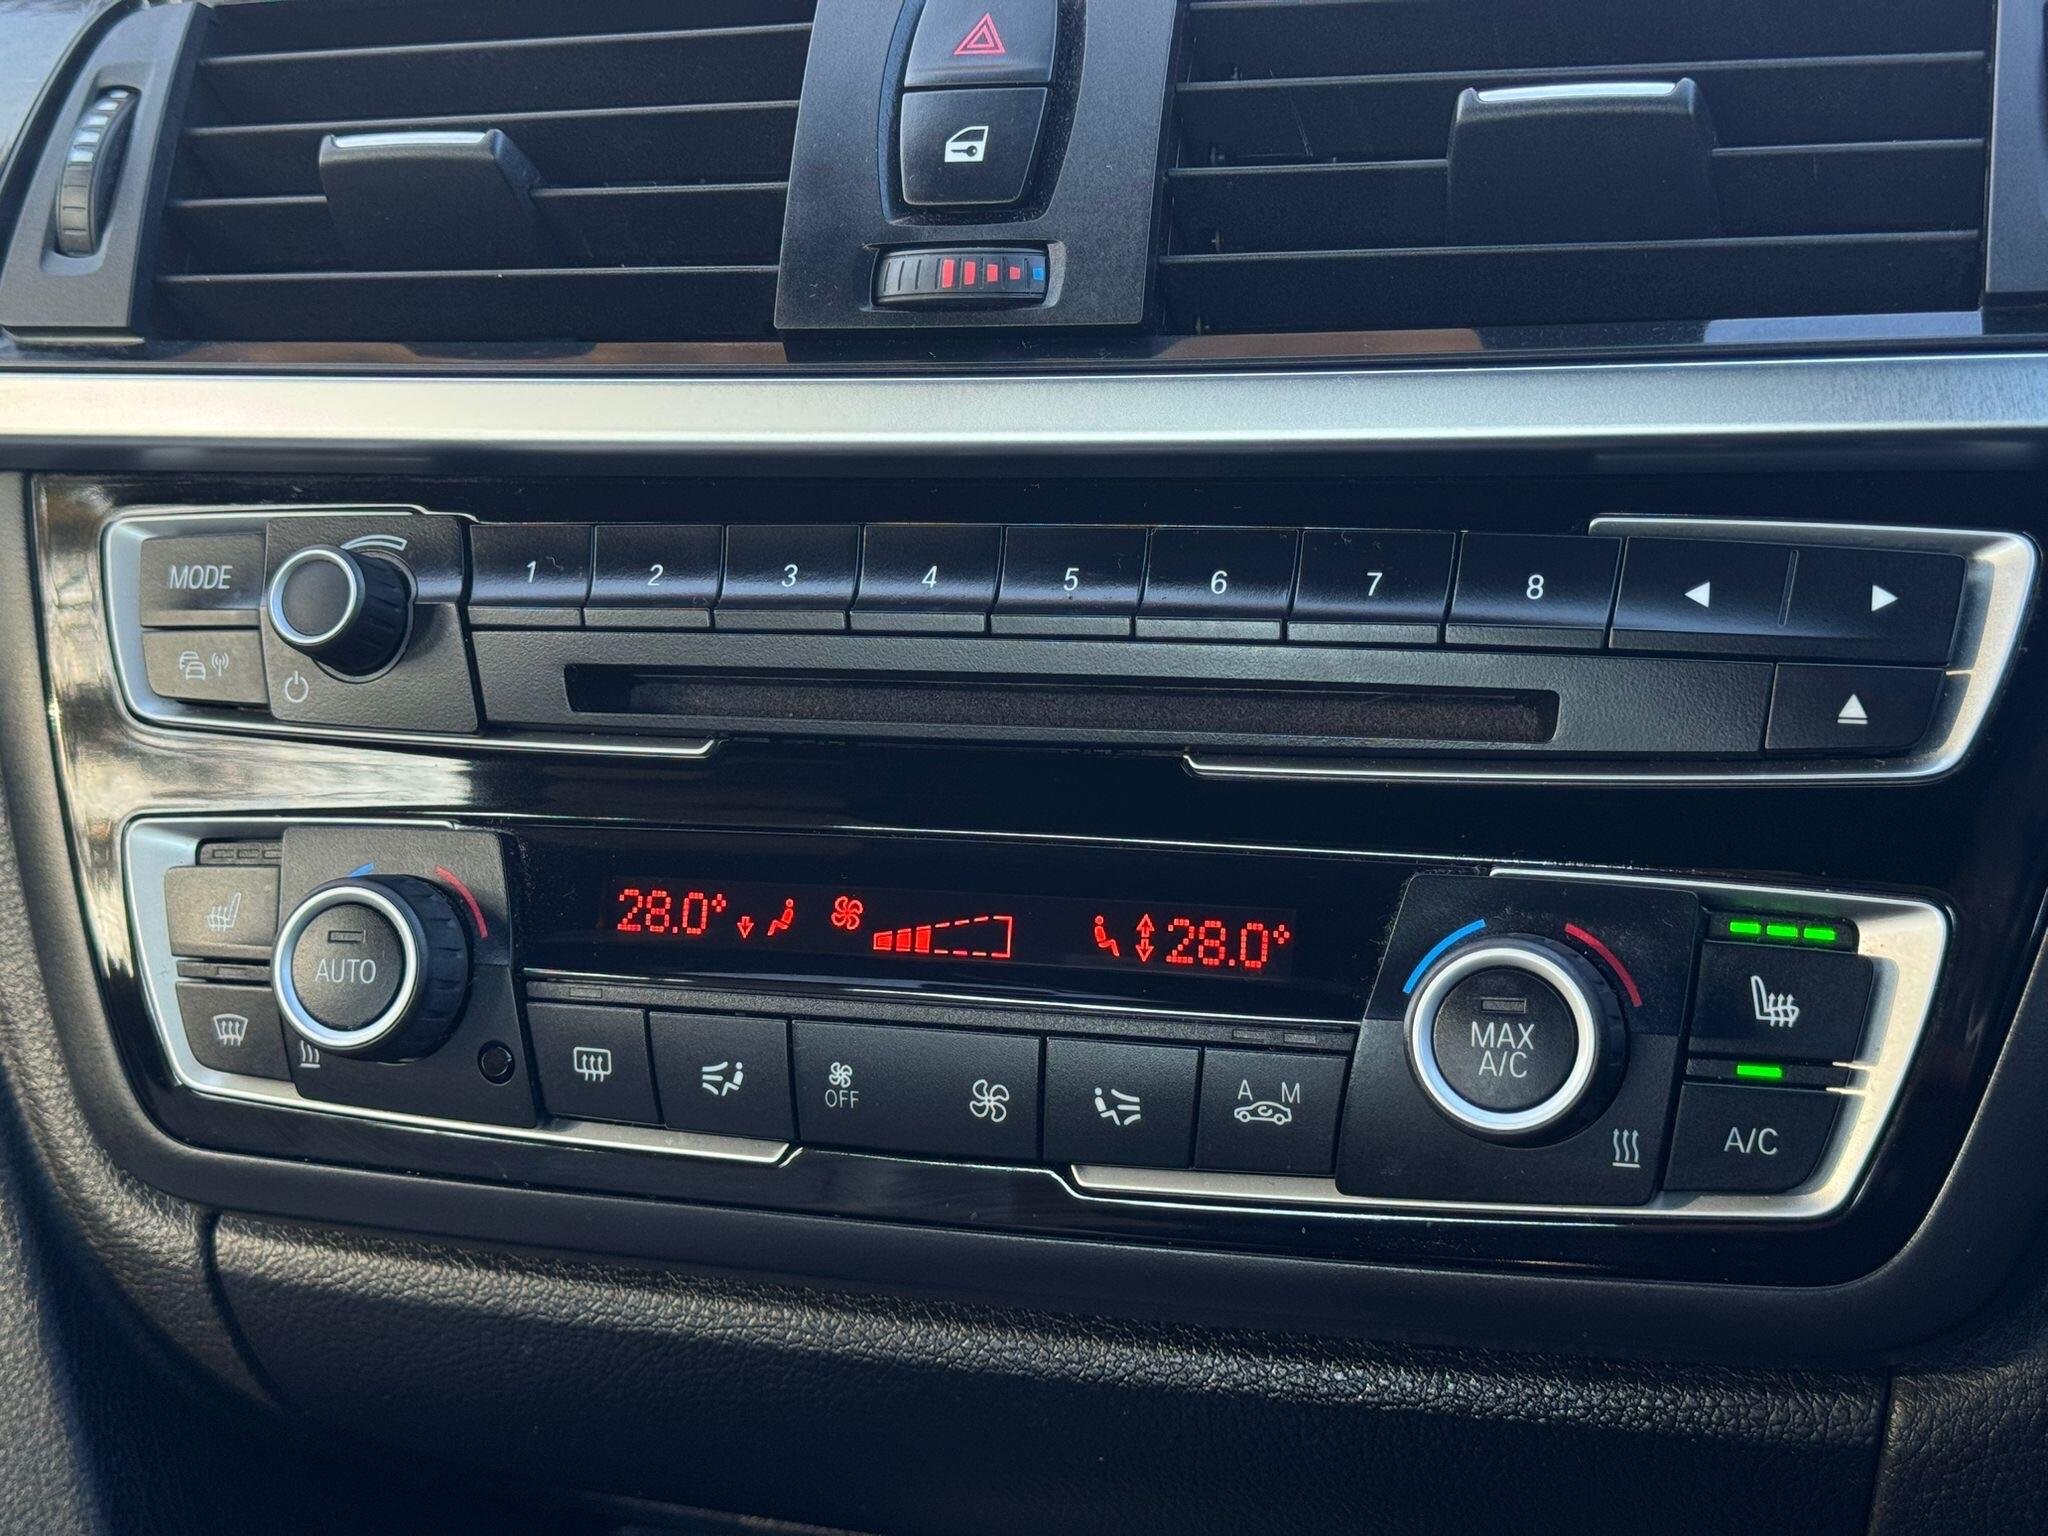 MODE 1 2 3 4 5 6 7 8
28.0° 28.0°
AUTO
OFF
A M
MAX
A/C
A/C